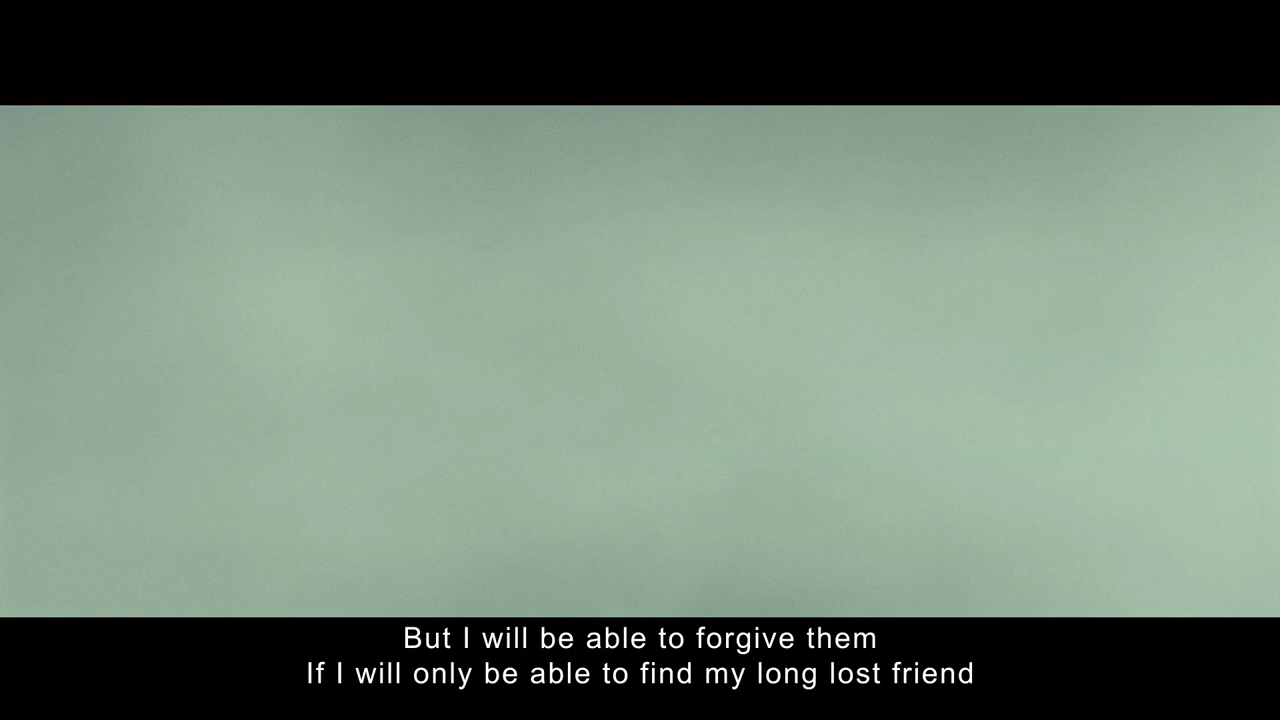 But I will be able to forgive them
If I will only be able to find my long lost friend